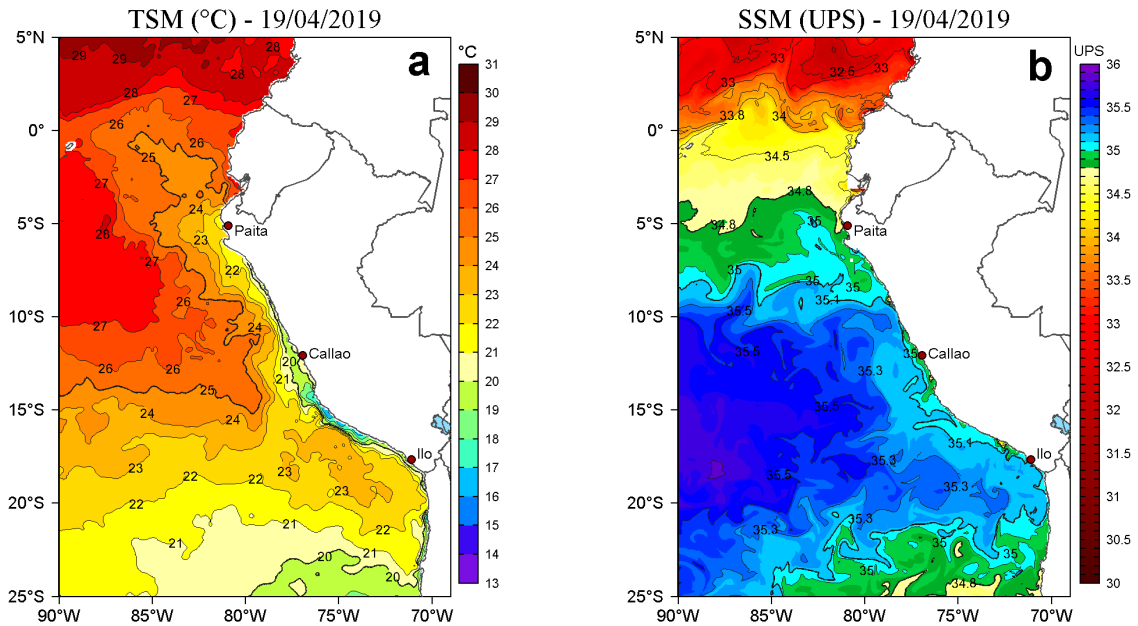 TSM (°C) - 19/04/2019
SSM (UPS) - 19/04/2019
a
°C
31
30
29
28
27
26
25
24
23
22
21
20
19
18
17
16
15
14
13
5°N
0°
5°S
10°S
15°S
20°S
25°S
90°W
85°W
80°W
75°W
70°W
29
29
28
28
28
27
26
26
25
27
24
28
23
27
22
26
27
24
20
21
26
26
25
24
24
23
22
22
23
23
22
22
21
21
21
20
20
Paita
Callao
Ilo
b
UPS
36
35.5
35
34.5
34
33.5
33
32.5
32
31.5
31
30.5
30
5°N
0°
5°S
10°S
15°S
20°S
25°S
90°W
85°W
80°W
75°W
70°W
33
33
33
32.5
33.8
34
34.5
34.8
34.8
35
35
35
35
35.1
35.5
35.5
35
35.3
35.5
35.1
35.3
35.5
35.3
35.3
35.3
35
35
35
34.8
Paita
Callao
Ilo